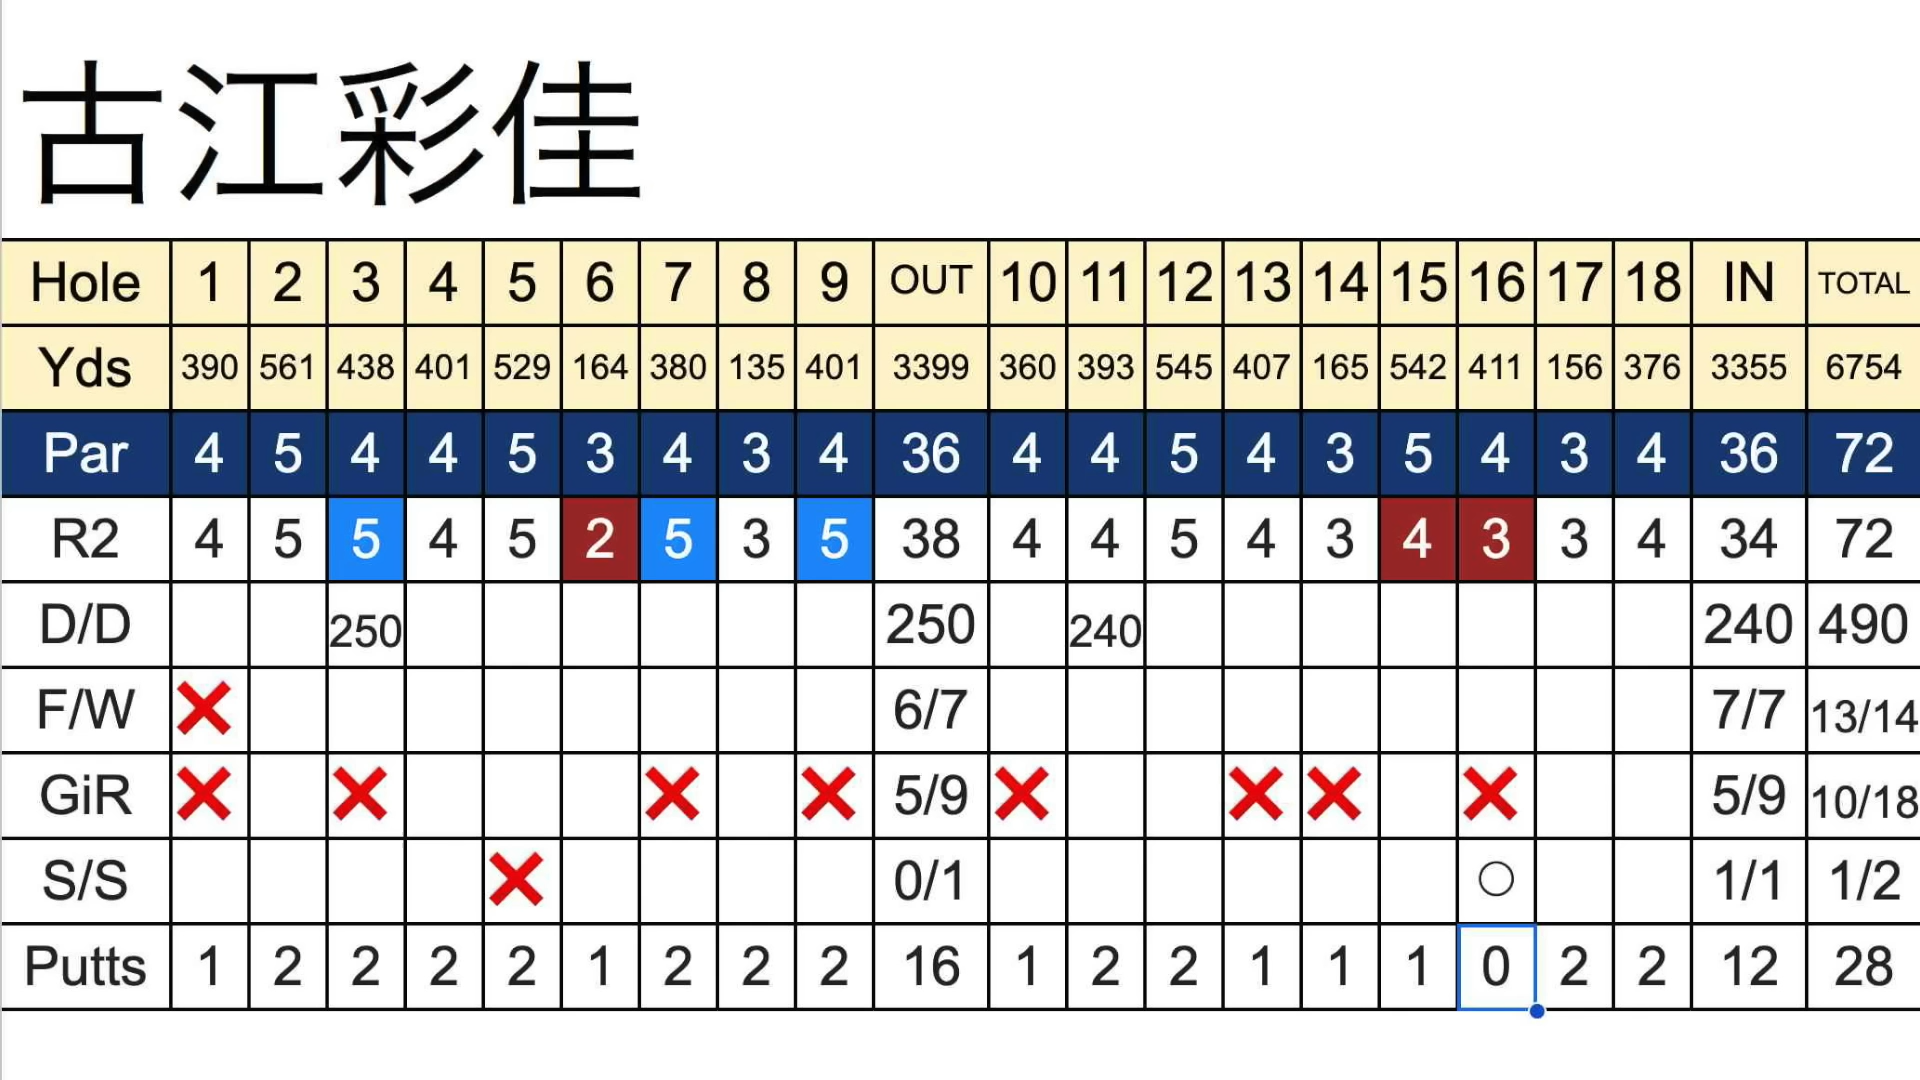 古江彩佳
Hole 1 2 3 4 5 6 7 8 9 OUT 10 11 12 13 14 15 16 17 18 IN TOTAL
Yds 390 561 438 401 529 164 380 135 401 3399 360 393 545 407 165 542 411 156 376 3355 6754
Par 4 5 4 4 5 3 4 3 4 36 4 4 5 4 3 5 4 3 4 36 72
R2 4 5 5 4 5 2 5 3 5 38 4 4 5 4 3 4 3 3 4 34 72
D/D 250 250 240 240 490
F/W ❌ 6/7 7/7 13/14
GiR ❌ ❌ ❌ ❌ 5/9 ❌ ❌ ❌ ❌ 5/9 10/18
S/S ❌ 0/1 ○ 1/1 1/2
Putts 1 2 2 2 2 1 2 2 2 16 1 2 2 1 1 1 0 2 2 12 28